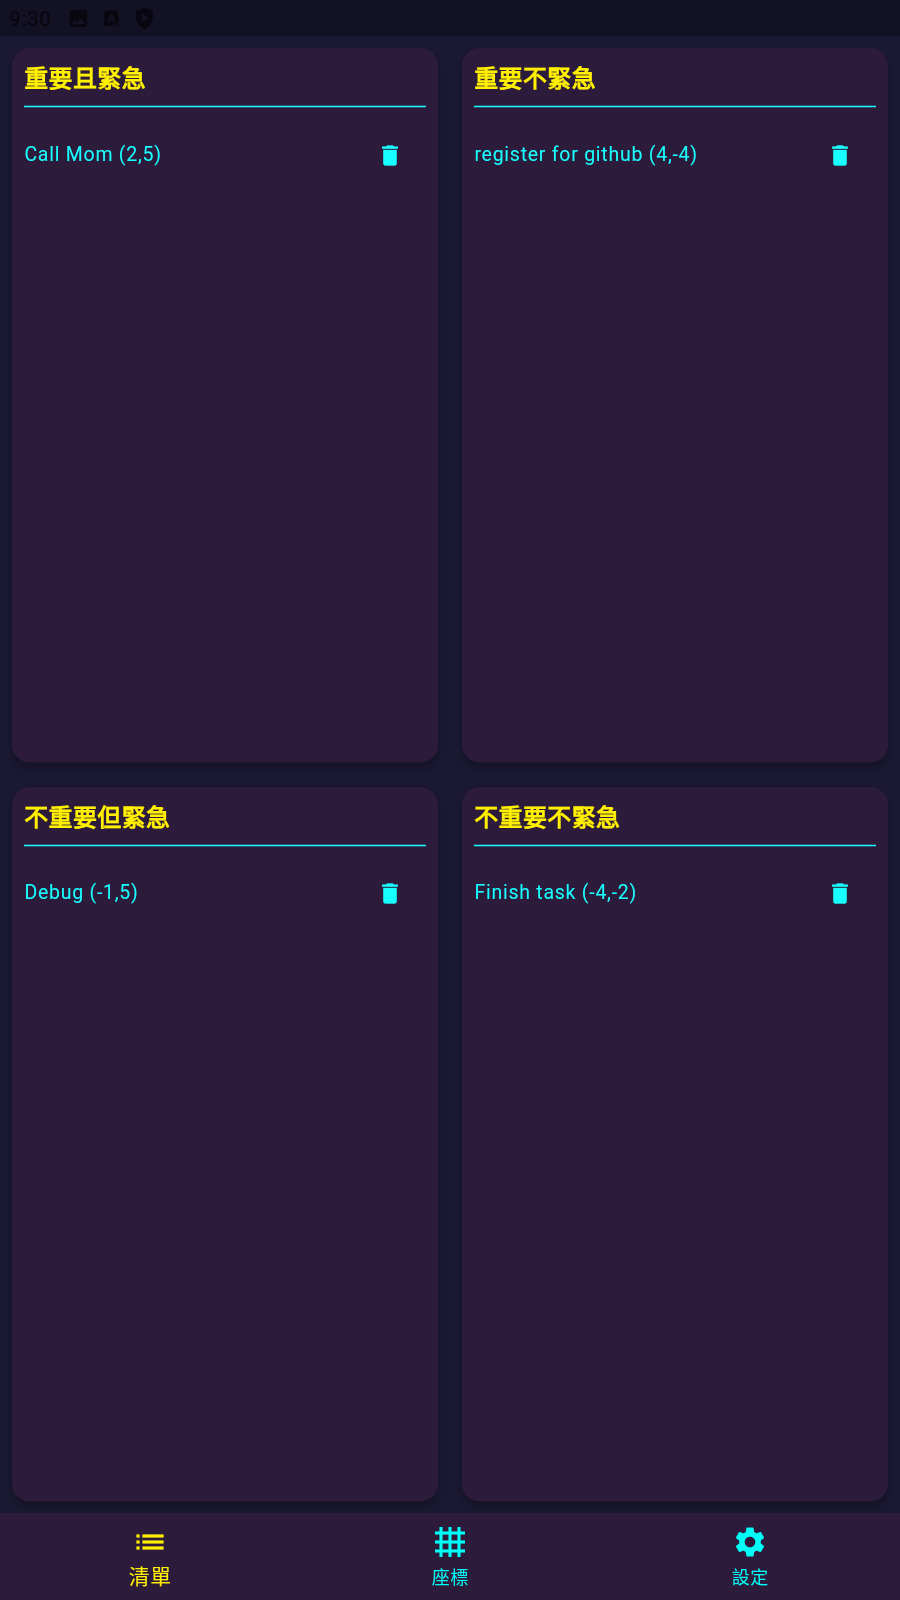 9:30
重要且緊急
Call Mom (2,5)
重要不緊急
register for github (4,-4)
不重要但緊急
Debug (-1,5)
不重要不緊急
Finish task (-4,-2)
清單
座標
設定